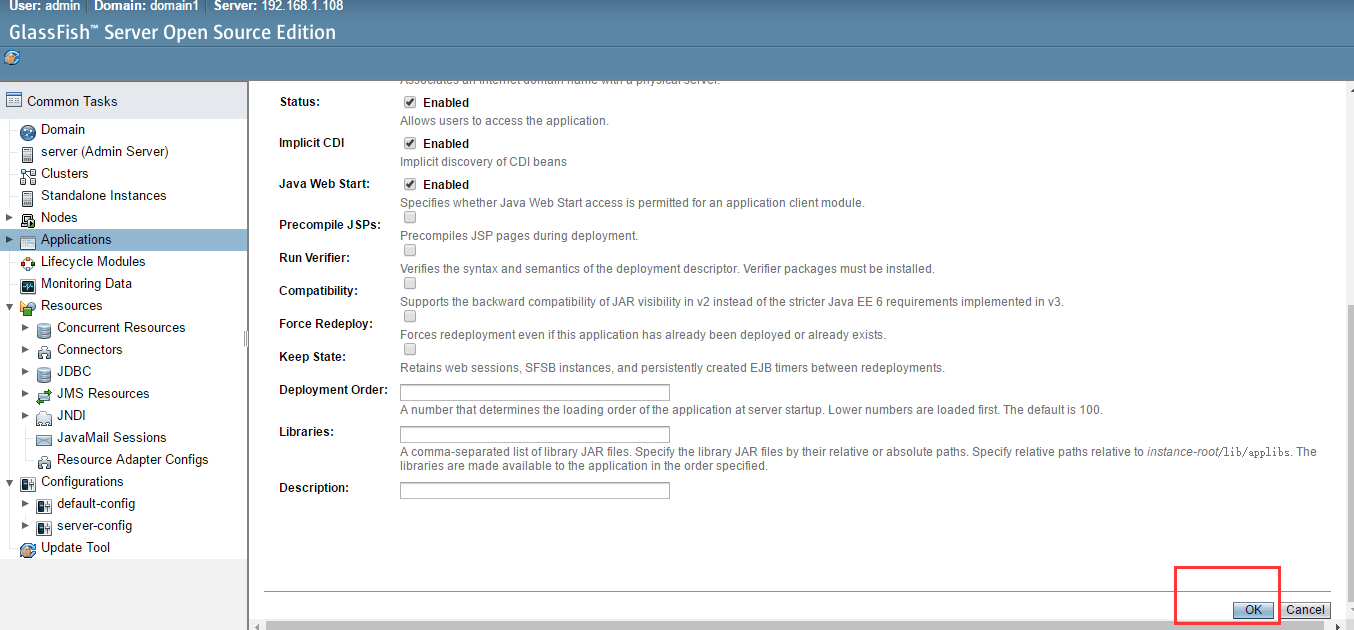 User: admin Domain: domain1 Server: 192.168.1.108
GlassFish™ Server Open Source Edition
Common Tasks
Domain
server (Admin Server)
Clusters
Standalone Instances
Nodes
Applications
Lifecycle Modules
Monitoring Data
Resources
Concurrent Resources
Connectors
JDBC
JMS Resources
JNDI
JavaMail Sessions
Resource Adapter Configs
Configurations
default-config
server-config
Update Tool
Associates an Internet domain name with a physical server.
Status: Enabled
Allows users to access the application.
Implicit CDI Enabled
Implicit discovery of CDI beans
Java Web Start: Enabled
Specifies whether Java Web Start access is permitted for an application client module.
Precompile JSPs:
Precompiles JSP pages during deployment.
Run Verifier:
Verifies the syntax and semantics of the deployment descriptor. Verifier packages must be installed.
Compatibility:
Supports the backward compatibility of JAR visibility in v2 instead of the stricter Java EE 6 requirements implemented in v3.
Force Redeploy:
Forces redeployment even if this application has already been deployed or already exists.
Keep State:
Retains web sessions, SFSB instances, and persistently created EJB timers between redeployments.
Deployment Order:
A number that determines the loading order of the application at server startup. Lower numbers are loaded first. The default is 100.
Libraries:
A comma-separated list of library JAR files. Specify the library JAR files by their relative or absolute paths. Specify relative paths relative to instance-root/lib/applibs. The
libraries are made available to the application in the order specified.
Description:
OK Cancel